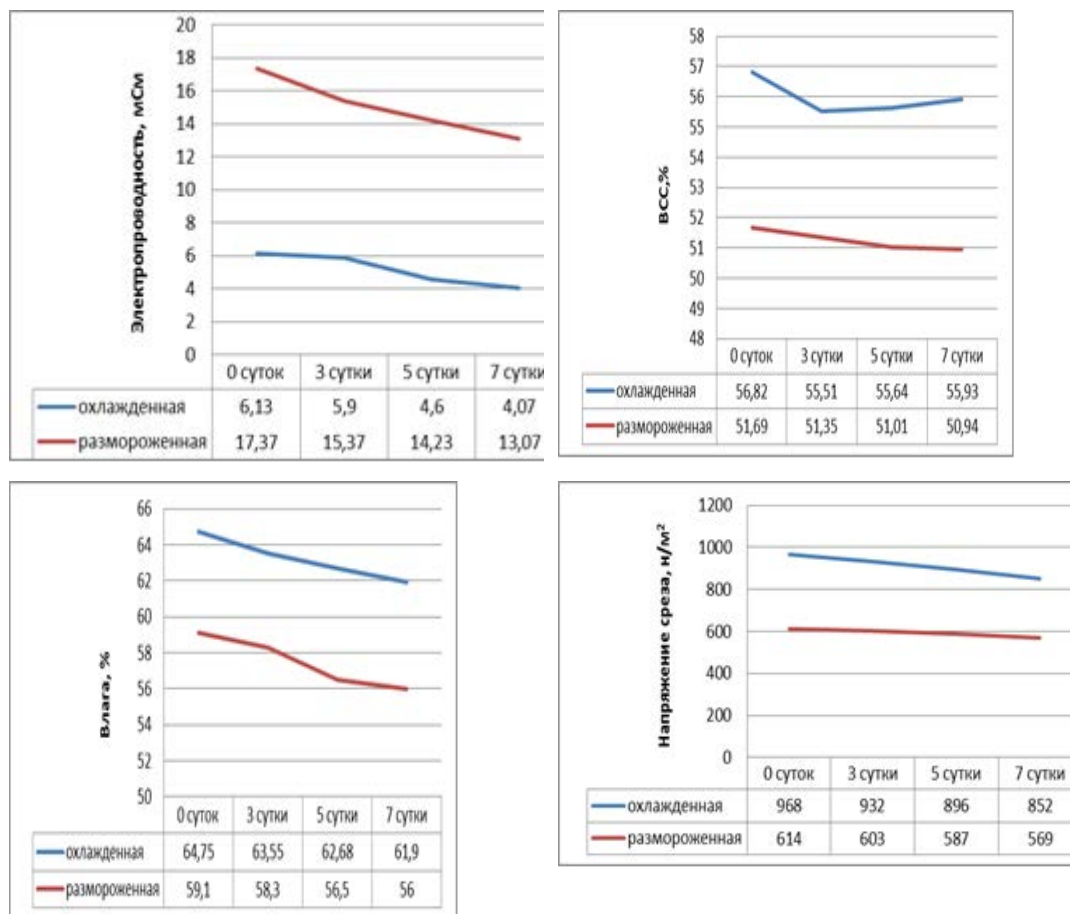 20
18
16
14
12
10
8
6
4
2
0
Электропроводность, мСм
0 суток 3 сутки 5 сутки 7 сутки
охлажденная 6,13 5,9 4,6 4,07
размороженная 17,37 15,37 14,23 13,07
58
57
56
55
54
53
52
51
50
49
48
ВСС,%
0 суток 3 сутки 5 сутки 7 сутки
охлажденная 56,82 55,51 55,64 55,93
размороженная 51,69 51,35 51,01 50,94
66
64
62
60
58
56
54
52
50
Влага, %
0 суток 3 сутки 5 сутки 7 сутки
охлажденная 64,75 63,55 62,68 61,9
размороженная 59,1 58,3 56,5 56
1200
1000
800
600
400
200
0
Напряжение среза, н/м²
0 суток 3 сутки 5 сутки 7 сутки
охлажденная 968 932 896 852
размороженная 614 603 587 569